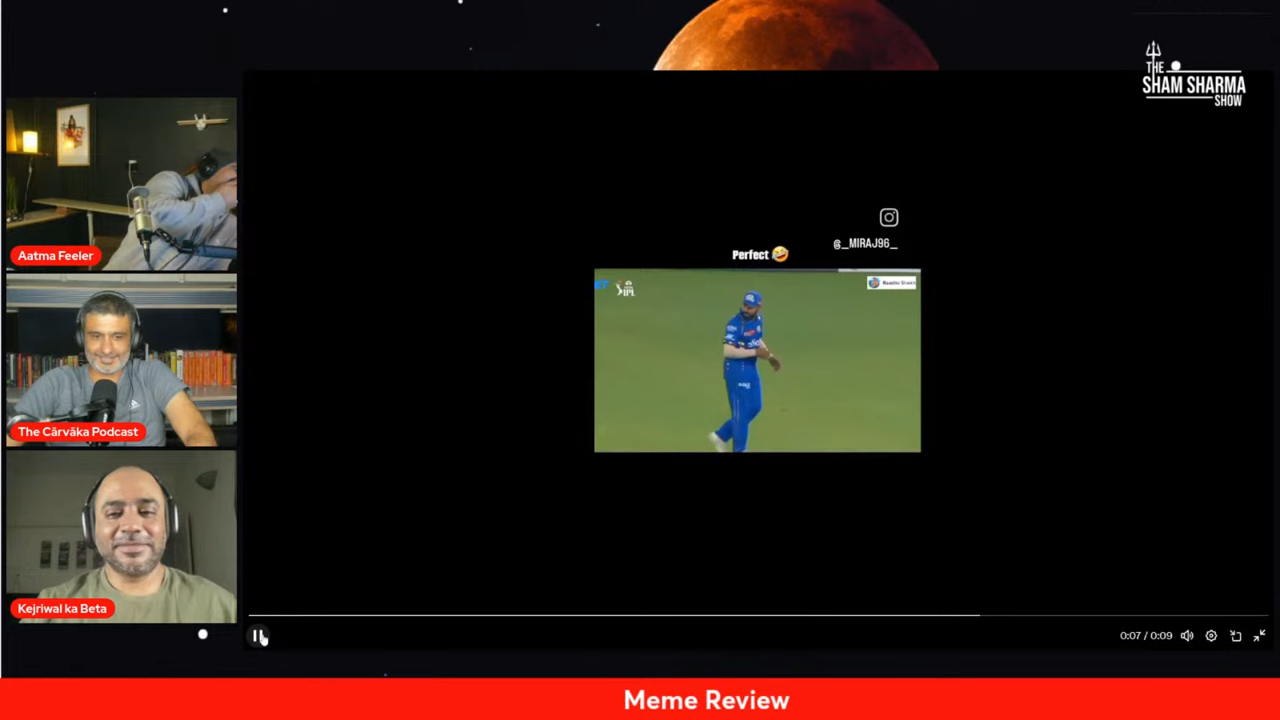 THE
SHAM SHARMA
SHOW
Aatma Feeler
@_MIRAJ96_
Perfect 🤣
IPL
The Cārvāka Podcast
Kejriwal ka Beta
0:07 / 0:09
Meme Review